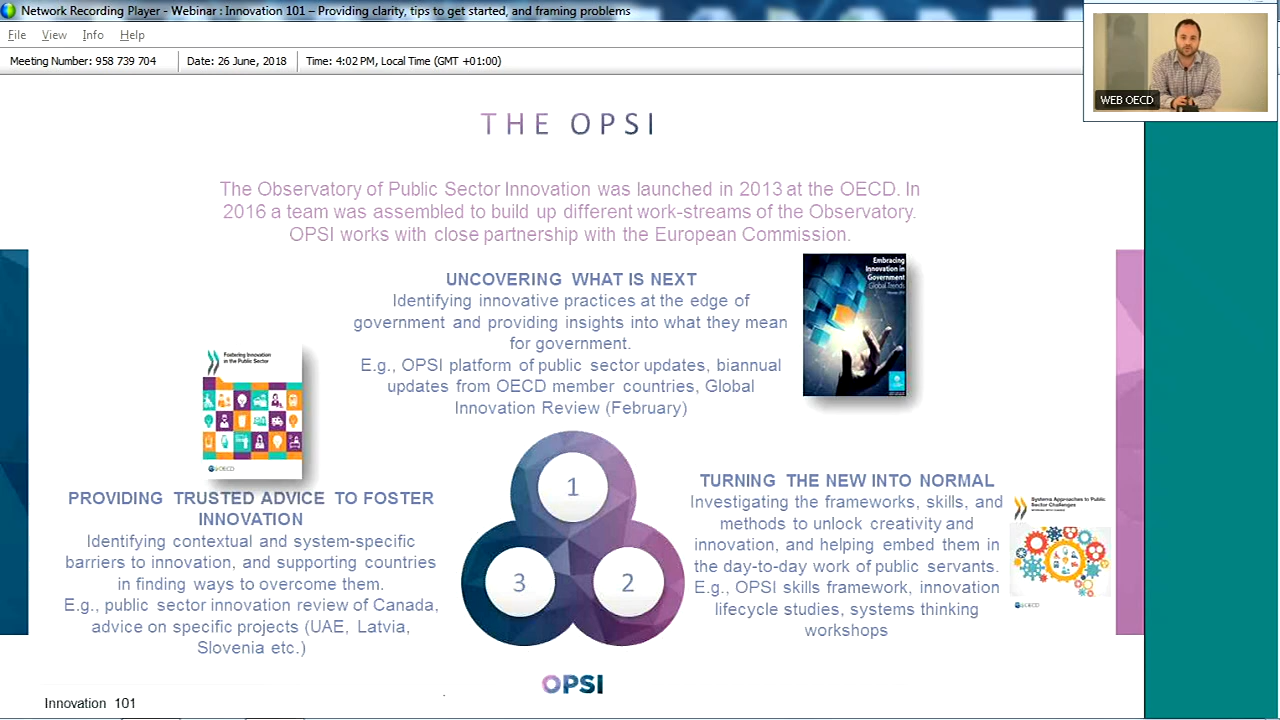 Network Recording Player - Webinar : Innovation 101 – Providing clarity, tips to get started, and framing problems
File View Info Help
Meeting Number: 958 739 704 Date: 26 June, 2018 Time: 4:02 PM, Local Time (GMT +01:00)
WEB OECD
THE OPSI
The Observatory of Public Sector Innovation was launched in 2013 at the OECD. In
2016 a team was assembled to build up different work-streams of the Observatory.
OPSI works with close partnership with the European Commission.
UNCOVERING WHAT IS NEXT
Identifying innovative practices at the edge of
government and providing insights into what they mean
for government.
E.g., OPSI platform of public sector updates, biannual
updates from OECD member countries, Global
Innovation Review (February)
Embracing
Innovation in
Government
Global Trends
Fostering Innovation
in the Public Sector
OECD
PROVIDING TRUSTED ADVICE TO FOSTER
INNOVATION
Identifying contextual and system-specific
barriers to innovation, and supporting countries
in finding ways to overcome them.
E.g., public sector innovation review of Canada,
advice on specific projects (UAE, Latvia,
Slovenia etc.)
1
3
2
TURNING THE NEW INTO NORMAL
Investigating the frameworks, skills, and
methods to unlock creativity and
innovation, and helping embed them in
the day-to-day work of public servants.
E.g., OPSI skills framework, innovation
lifecycle studies, systems thinking
workshops
Systems Approaches to Public
Sector Challenges
OECD
OPSI
Innovation 101